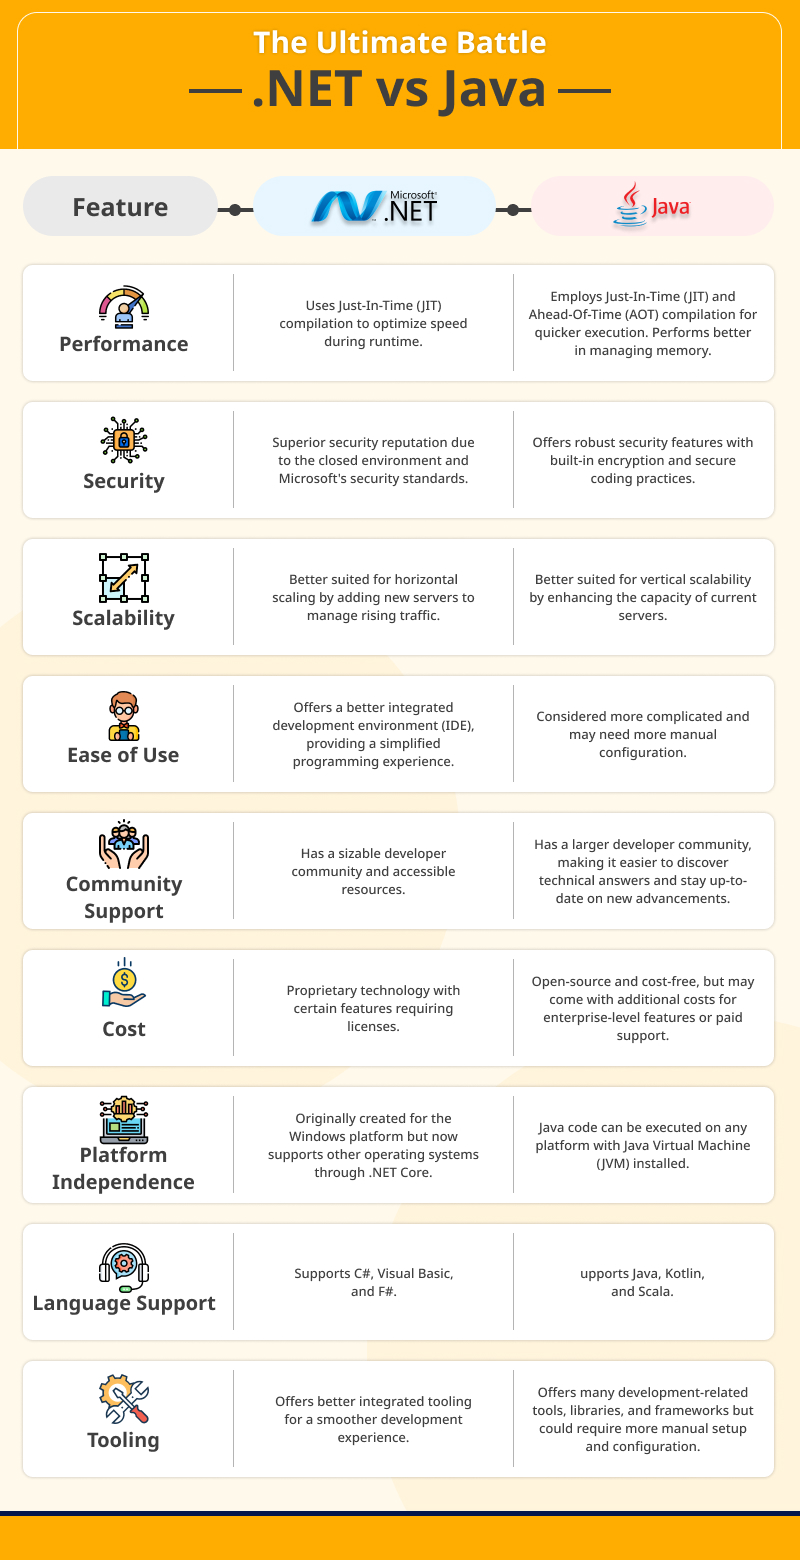 The Ultimate Battle
.NET vs Java
Feature
Microsoft®
.NET
Java
Performance
Uses Just-In-Time (JIT)
compilation to optimize speed
during runtime.
Employs Just-In-Time (JIT) and
Ahead-Of-Time (AOT) compilation for
quicker execution. Performs better
in managing memory.
Security
Superior security reputation due
to the closed environment and
Microsoft's security standards.
Offers robust security features with
built-in encryption and secure
coding practices.
Scalability
Better suited for horizontal
scaling by adding new servers to
manage rising traffic.
Better suited for vertical scalability
by enhancing the capacity of current
servers.
Ease of Use
Offers a better integrated
development environment (IDE),
providing a simplified
programming experience.
Considered more complicated and
may need more manual
configuration.
Community
Support
Has a sizable developer
community and accessible
resources.
Has a larger developer community,
making it easier to discover
technical answers and stay up-to-
date on new advancements.
Cost
Proprietary technology with
certain features requiring
licenses.
Open-source and cost-free, but may
come with additional costs for
enterprise-level features or paid
support.
Platform
Independence
Originally created for the
Windows platform but now
supports other operating systems
through .NET Core.
Java code can be executed on any
platform with Java Virtual Machine
(JVM) installed.
Language Support
Supports C#, Visual Basic,
and F#.
upports Java, Kotlin,
and Scala.
Tooling
Offers better integrated tooling
for a smoother development
experience.
Offers many development-related
tools, libraries, and frameworks but
could require more manual setup
and configuration.